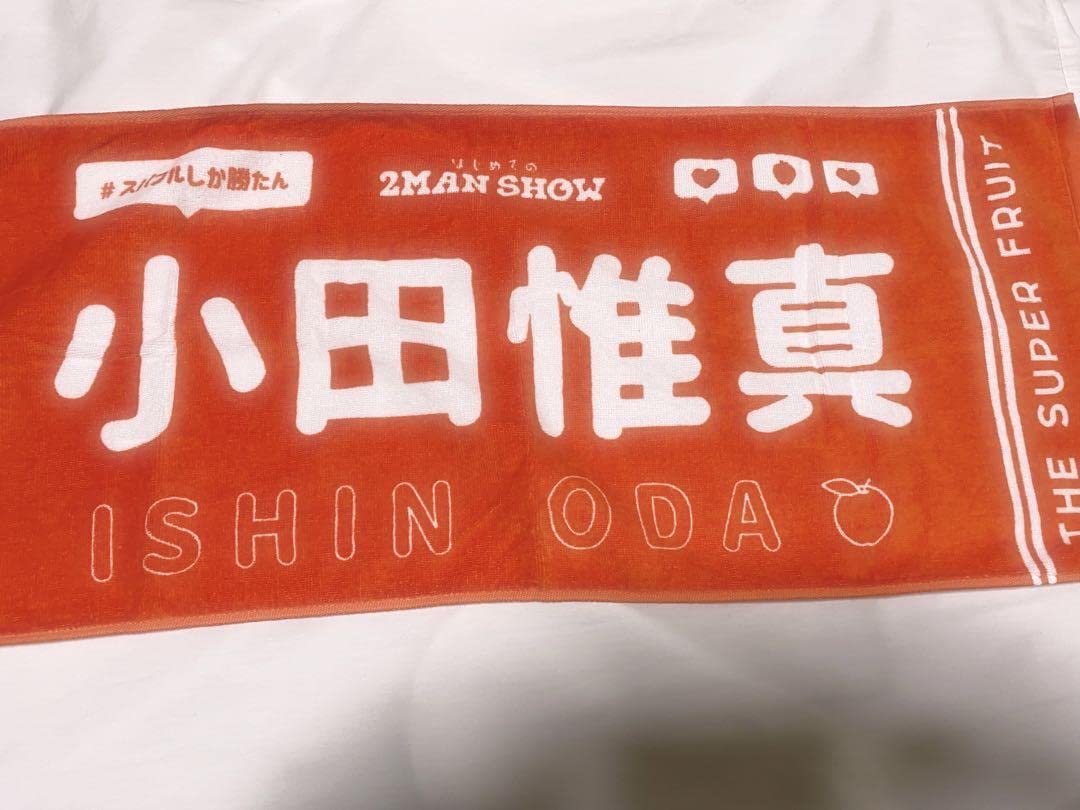 #スパフルしか勝たん
はじめての
2MAN SHOW
小田惟真
ISHIN ODA
THE SUPER FRUIT